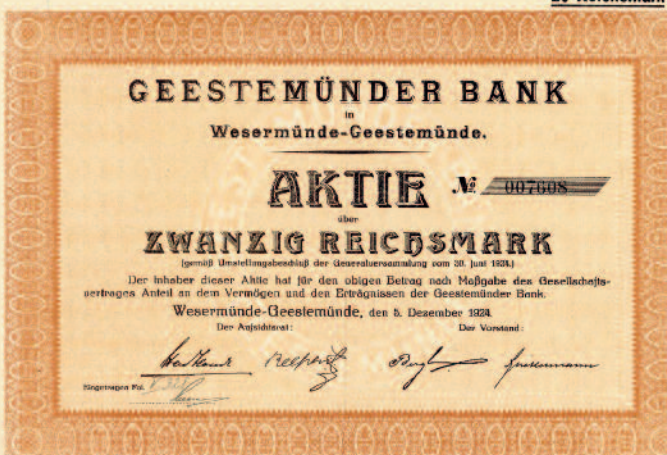 GEESTEMÜNDER BANK
in
Wesermünde-Geestemünde.
AKTIE № 007608
über
ZWANZIG REICHSMARK
(gemäß Umstellungsbeschluß der Generalversammlung vom 30. Juni 1924.)
Der Inhaber dieser Aktie hat für den obigen Betrag nach Maßgabe des Gesellschafts-
vertrages Anteil an dem Vermögen und den Erträgnissen der Geestemünder Bank.
Wesermünde-Geestemünde, den 5. Dezember 1924.
Der Aufsichtsrat: Der Vorstand:
Eingetragen Fol.